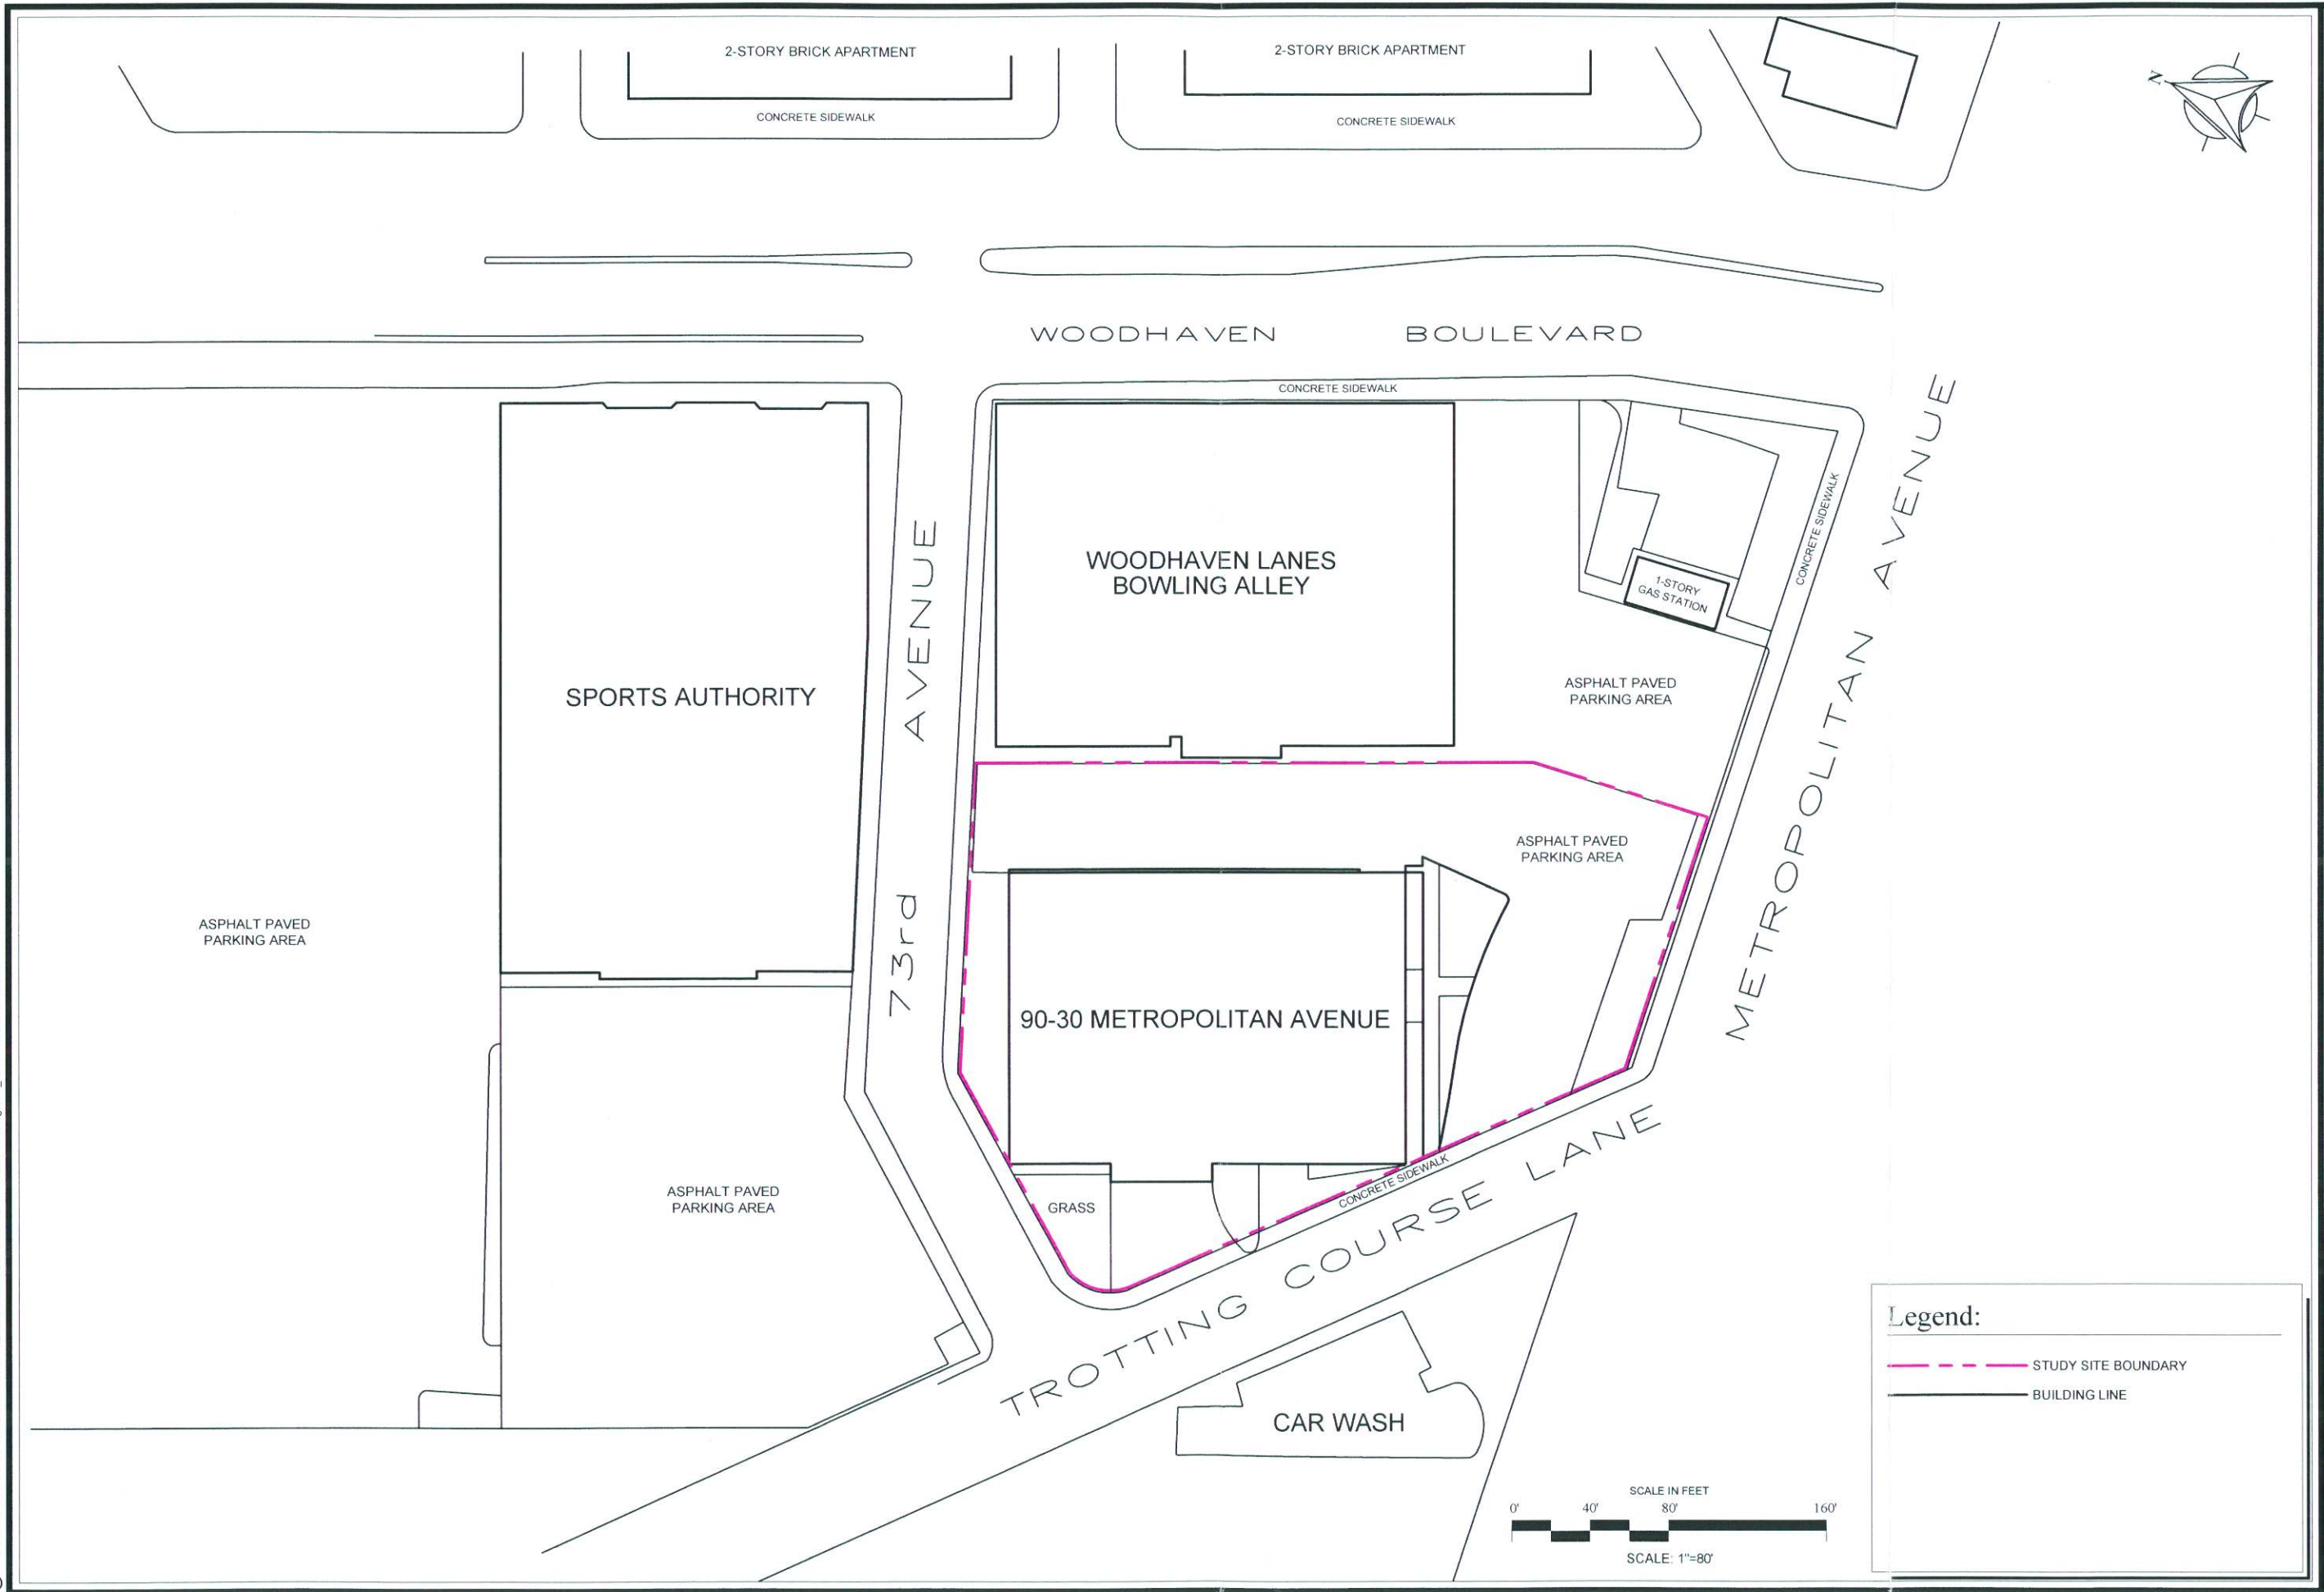 2-STORY BRICK APARTMENT
2-STORY BRICK APARTMENT
CONCRETE SIDEWALK
CONCRETE SIDEWALK
N
WOODHAVEN BOULEVARD
CONCRETE SIDEWALK
CONCRETE SIDEWALK
WOODHAVEN LANES
BOWLING ALLEY
1-STORY
GAS STATION
SPORTS AUTHORITY
73rd AVENUE
ASPHALT PAVED
PARKING AREA
METROPOLITAN AVENUE
ASPHALT PAVED
PARKING AREA
ASPHALT PAVED
PARKING AREA
90-30 METROPOLITAN AVENUE
ASPHALT PAVED
PARKING AREA
GRASS
CONCRETE SIDEWALK
TROTTING COURSE LANE
CAR WASH
Legend:
STUDY SITE BOUNDARY
BUILDING LINE
SCALE IN FEET
0' 40' 80' 160'
SCALE: 1"=80'